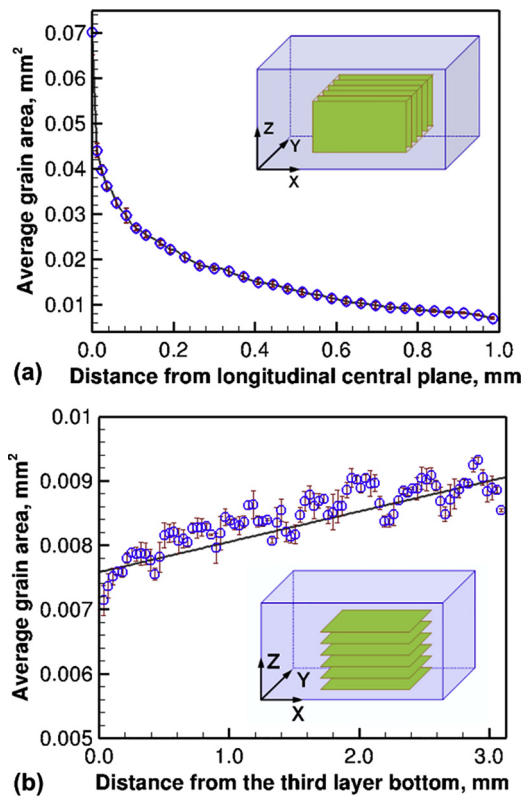 0.07
0.06
0.05
0.04
0.03
0.02
0.01
Average grain area, mm²
Z
Y
X
0.0 0.2 0.4 0.6 0.8 1.0
(a) Distance from longitudinal central plane, mm
0.01
0.009
0.008
0.007
0.006
0.005
Average grain area, mm²
Z
Y
X
0.0 1.0 2.0 3.0
(b) Distance from the third layer bottom, mm